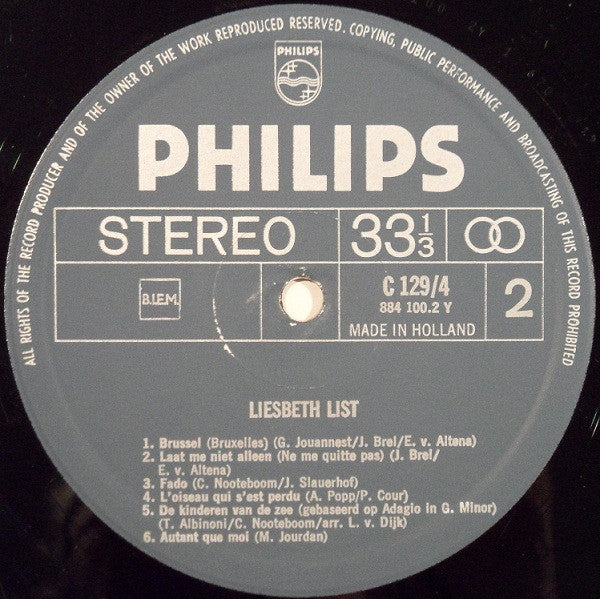 ALL RIGHTS OF THE RECORD PRODUCER AND OF THE OWNER OF THE WORK REPRODUCED RESERVED. COPYING, PUBLIC PERFORMANCE AND BROADCASTING OF THIS RECORD PROHIBITED
PHILIPS
PHILIPS
STEREO 33 1/3
B.I.E.M. C 129/4 2
884 100.2 Y
MADE IN HOLLAND
LIESBETH LIST
1. Brussel (Bruxelles) (G. Jouannest/J. Brel/E. v. Altena)
2. Laat me niet alleen (Ne me quitte pas) (J. Brel/
E. v. Altena)
3. Fado (C. Nooteboom/J. Slauerhof)
4. L'oiseau qui s'est perdu (A. Popp/P. Cour)
5. De kinderen van de zee (gebaseerd op Adagio in G. Minor)
(T. Albinoni/C. Nooteboom/arr. L. v. Dijk)
6. Autant que moi (M. Jourdan)